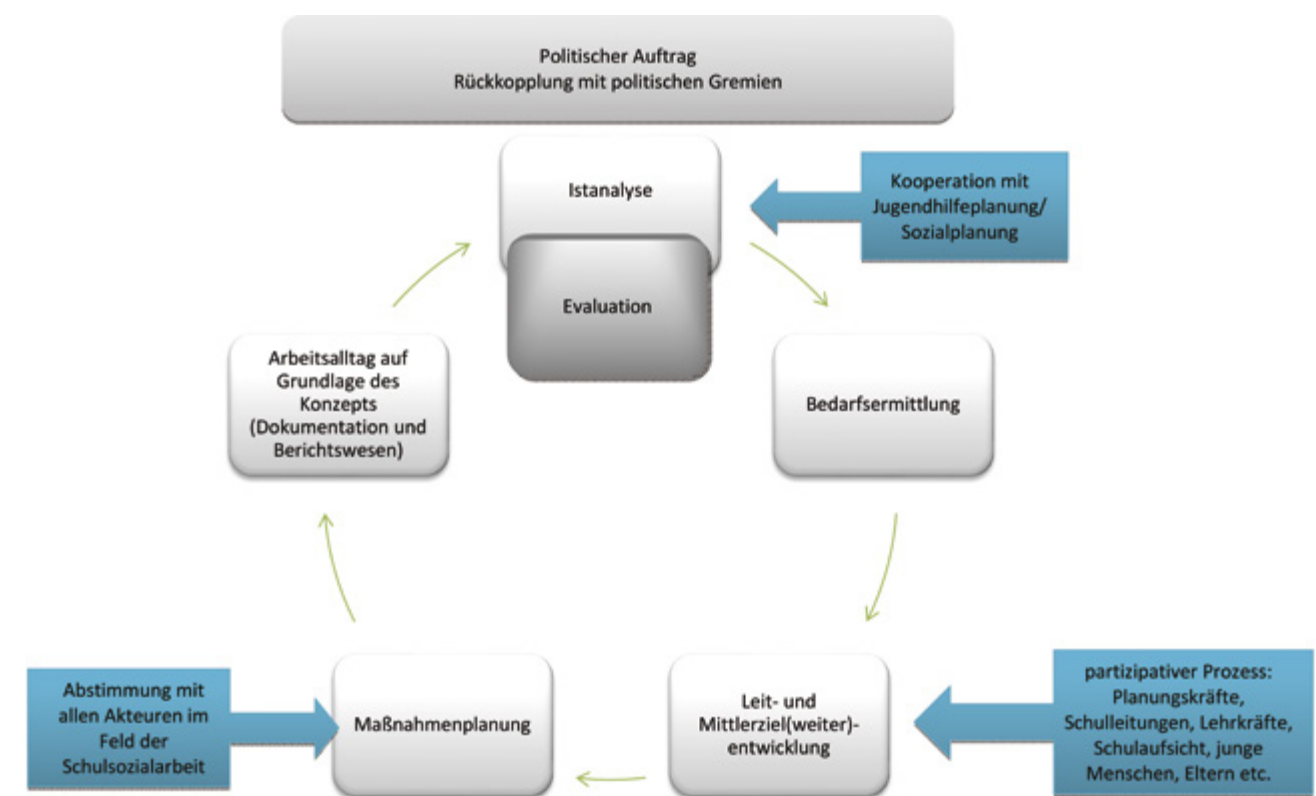 Politischer Auftrag
Rückkopplung mit politischen Gremien
Istanalyse
Kooperation mit
Jugendhilfeplanung/
Sozialplanung
Evaluation
Arbeitsalltag auf
Grundlage des
Konzepts
(Dokumentation und
Berichtswesen)
Bedarfsermittlung
Abstimmung mit
allen Akteuren im
Feld der
Schulsozialarbeit
Maßnahmenplanung
Leit- und
Mittlerziel(weiter)-
entwicklung
partizipativer Prozess:
Planungskräfte,
Schulleitungen, Lehrkräfte,
Schulaufsicht, junge
Menschen, Eltern etc.